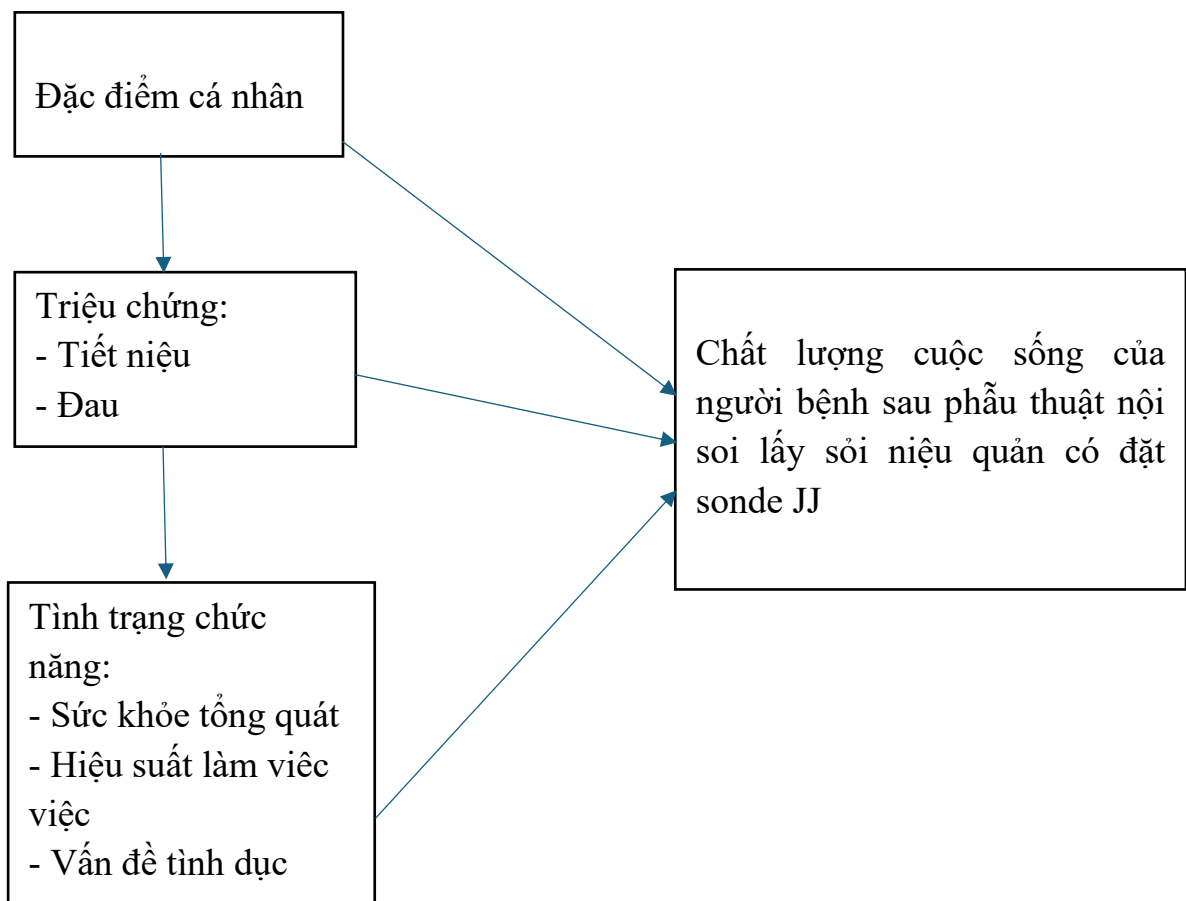 Đặc điểm cá nhân
Triệu chứng:
- Tiết niệu
- Đau
Chất lượng cuộc sống của
người bệnh sau phẫu thuật nội
soi lấy sỏi niệu quản có đặt
sonde JJ
Tình trạng chức
năng:
- Sức khỏe tổng quát
- Hiệu suất làm viêc
việc
- Vấn đề tình dục